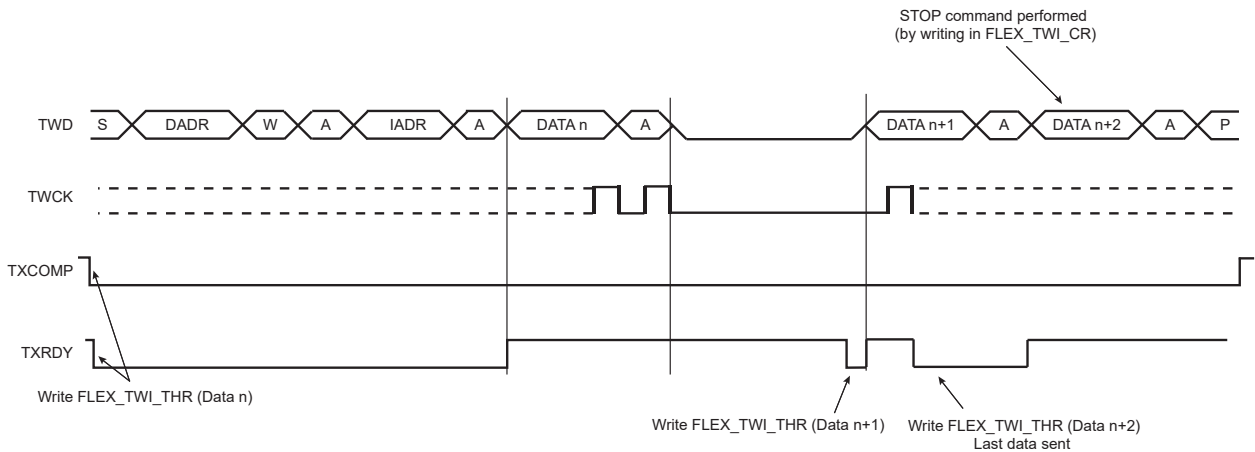 STOP command performed
(by writing in FLEX_TWI_CR)
TWD S DADR W A IADR A DATA n A DATA n+1 A DATA n+2 A P
TWCK
TXCOMP
TXRDY
Write FLEX_TWI_THR (Data n)
Write FLEX_TWI_THR (Data n+1)
Write FLEX_TWI_THR (Data n+2)
Last data sent